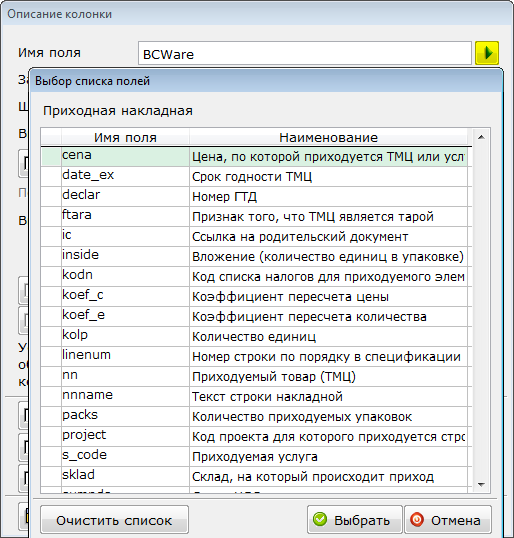 Описание колонки
Имя поля BCWare
Выбор списка полей
Приходная накладная
Имя поля Наименование
cena Цена, по которой приходуется ТМЦ или усл
date_ex Срок годности ТМЦ
declar Номер ГТД
ftara Признак того, что ТМЦ является тарой
ic Ссылка на родительский документ
inside Вложение (количество единиц в упаковке)
kodn Код списка налогов для приходуемого элем
koef_c Коэффициент пересчета цены
koef_e Коэффициент пересчета количества
kolp Количество единиц
linenum Номер строки по порядку в спецификации
nn Приходуемый товар (ТМЦ)
nnname Текст строки накладной
packs Количество приходуемых упаковок
project Код проекта для которого приходуется стро
s_code Приходуемая услуга
sklad Склад, на который происходит приход
Очистить список Выбрать Отмена